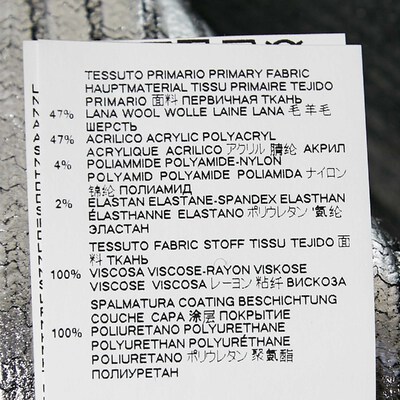 TESSUTO PRIMARIO PRIMARY FABRIC
HAUPTMATERIAL TISSU PRIMAIRE TEJIDO
PRIMARIO 面料 ПЕРВИЧНАЯ ТКАНЬ
47% LANA WOOL WOLLE LAINE LANA 毛 羊毛
ШЕРСТЬ
47% ACRILICO ACRYLIC POLYACRYL
ACRYLIQUE ACRILICO アクリル 腈纶 АКРИЛ
4% POLIAMMIDE POLYAMIDE-NYLON
POLYAMID POLYAMIDE POLIAMIDA ナイロン
锦纶 ПОЛИАМИД
2% ELASTAN ELASTANE-SPANDEX ELASTHAN
ÉLASTHANNE ELASTANO ポリウレタン 氨纶
ЭЛАСТАН
TESSUTO FABRIC STOFF TISSU TEJIDO 面
料 ТКАНЬ
100% VISCOSA VISCOSE-RAYON VISKOSE
VISCOSE VISCOSA レーヨン 粘纤 ВИСКОЗА
SPALMATURA COATING BESCHICHTUNG
COUCHE CAPA 涂层 ПОКРЫТИЕ
100% POLIURETANO POLYURETHANE
POLYURETHAN POLYURÉTHANE
POLIURETANO ポリウレタン 聚氨酯
ПОЛИУРЕТАН